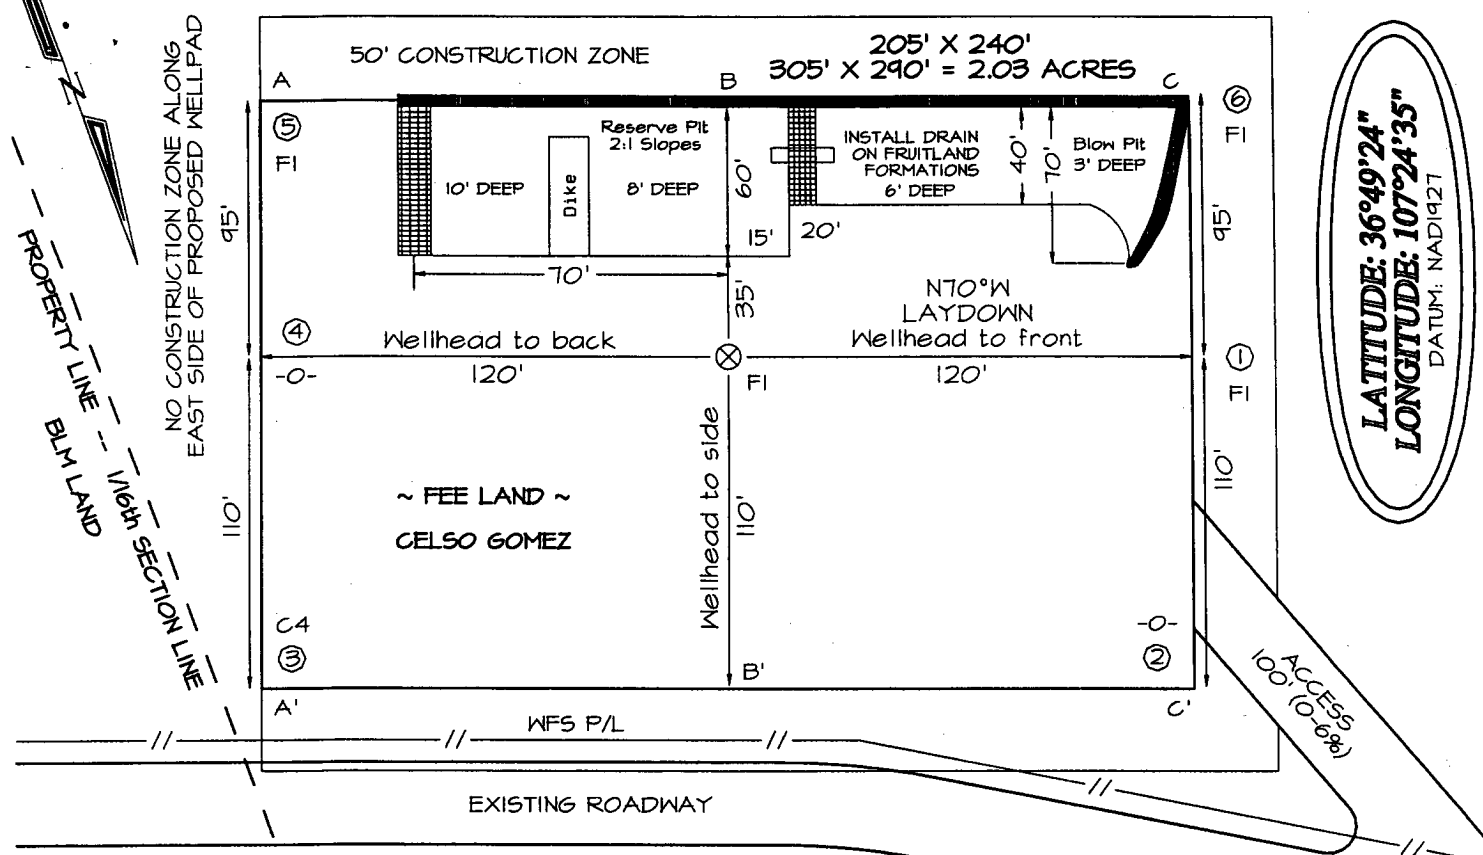 N
NO CONSTRUCTION ZONE ALONG
EAST SIDE OF PROPOSED WELLPAD
50' CONSTRUCTION ZONE
205' X 240'
305' X 290' = 2.03 ACRES
A
B
C
5
F1
6
F1
Reserve Pit
2:1 Slopes
10' DEEP
Dike
8' DEEP
60'
15'
20'
INSTALL DRAIN
ON FRUITLAND
FORMATIONS
6' DEEP
40'
70'
Blow Pit
3' DEEP
95'
95'
70'
35'
N70°W
LAYDOWN
Wellhead to front
Wellhead to back
4
-0-
120'
F1
120'
1
F1
PROPERTY LINE -- 1/16th SECTION LINE
BLM LAND
110'
~ FEE LAND ~
CELSO GOMEZ
Wellhead to side
110'
110'
C4
3
-0-
2
A'
B'
C'
WFS P/L
EXISTING ROADWAY
ACCESS
100' (0-6%)
LATITUDE: 36°49'24"
LONGITUDE: 107°24'35"
DATUM: NAD1927